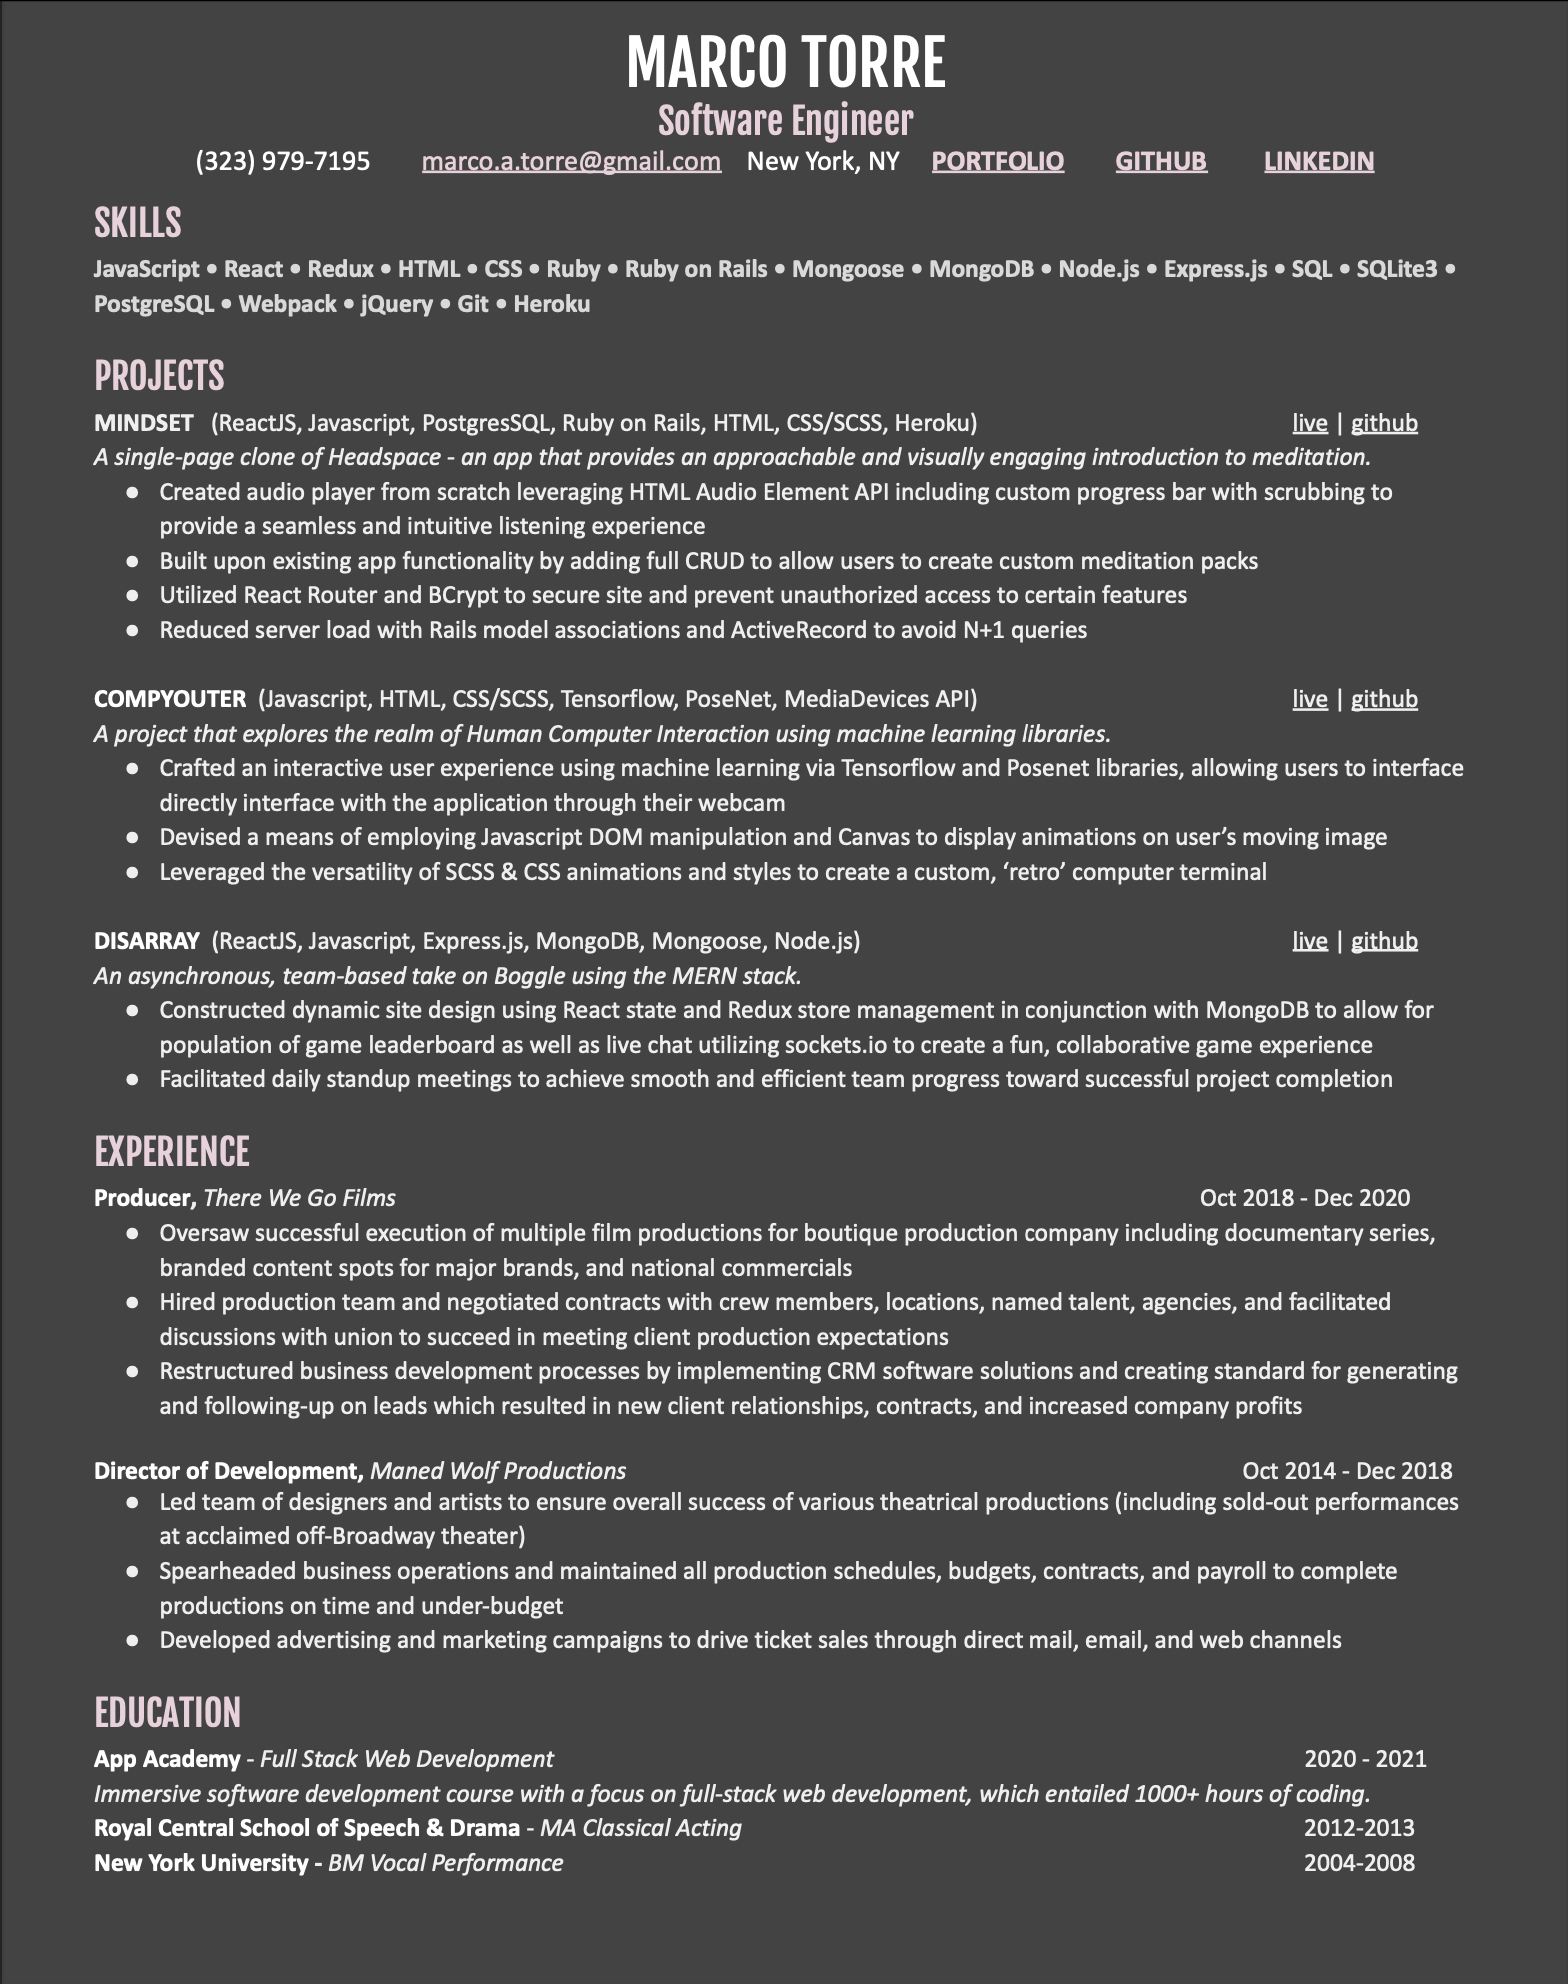 MARCO TORRE
Software Engineer
(323) 979-7195 marco.a.torre@gmail.com New York, NY PORTFOLIO GITHUB LINKEDIN
SKILLS
JavaScript • React • Redux • HTML • CSS • Ruby • Ruby on Rails • Mongoose • MongoDB • Node.js • Express.js • SQL • SQLite3 •
PostgreSQL • Webpack • jQuery • Git • Heroku
PROJECTS
MINDSET (ReactJS, Javascript, PostgresSQL, Ruby on Rails, HTML, CSS/SCSS, Heroku) live | github
A single-page clone of Headspace - an app that provides an approachable and visually engaging introduction to meditation.
● Created audio player from scratch leveraging HTML Audio Element API including custom progress bar with scrubbing to
provide a seamless and intuitive listening experience
● Built upon existing app functionality by adding full CRUD to allow users to create custom meditation packs
● Utilized React Router and BCrypt to secure site and prevent unauthorized access to certain features
● Reduced server load with Rails model associations and ActiveRecord to avoid N+1 queries
COMPYOUTER (Javascript, HTML, CSS/SCSS, Tensorflow, PoseNet, MediaDevices API) live | github
A project that explores the realm of Human Computer Interaction using machine learning libraries.
● Crafted an interactive user experience using machine learning via Tensorflow and Posenet libraries, allowing users to interface
directly interface with the application through their webcam
● Devised a means of employing Javascript DOM manipulation and Canvas to display animations on user’s moving image
● Leveraged the versatility of SCSS & CSS animations and styles to create a custom, ‘retro’ computer terminal
DISARRAY (ReactJS, Javascript, Express.js, MongoDB, Mongoose, Node.js) live | github
An asynchronous, team-based take on Boggle using the MERN stack.
● Constructed dynamic site design using React state and Redux store management in conjunction with MongoDB to allow for
population of game leaderboard as well as live chat utilizing sockets.io to create a fun, collaborative game experience
● Facilitated daily standup meetings to achieve smooth and efficient team progress toward successful project completion
EXPERIENCE
Producer, There We Go Films Oct 2018 - Dec 2020
● Oversaw successful execution of multiple film productions for boutique production company including documentary series,
branded content spots for major brands, and national commercials
● Hired production team and negotiated contracts with crew members, locations, named talent, agencies, and facilitated
discussions with union to succeed in meeting client production expectations
● Restructured business development processes by implementing CRM software solutions and creating standard for generating
and following-up on leads which resulted in new client relationships, contracts, and increased company profits
Director of Development, Maned Wolf Productions Oct 2014 - Dec 2018
● Led team of designers and artists to ensure overall success of various theatrical productions (including sold-out performances
at acclaimed off-Broadway theater)
● Spearheaded business operations and maintained all production schedules, budgets, contracts, and payroll to complete
productions on time and under-budget
● Developed advertising and marketing campaigns to drive ticket sales through direct mail, email, and web channels
EDUCATION
App Academy - Full Stack Web Development 2020 - 2021
Immersive software development course with a focus on full-stack web development, which entailed 1000+ hours of coding.
Royal Central School of Speech & Drama - MA Classical Acting 2012-2013
New York University - BM Vocal Performance 2004-2008